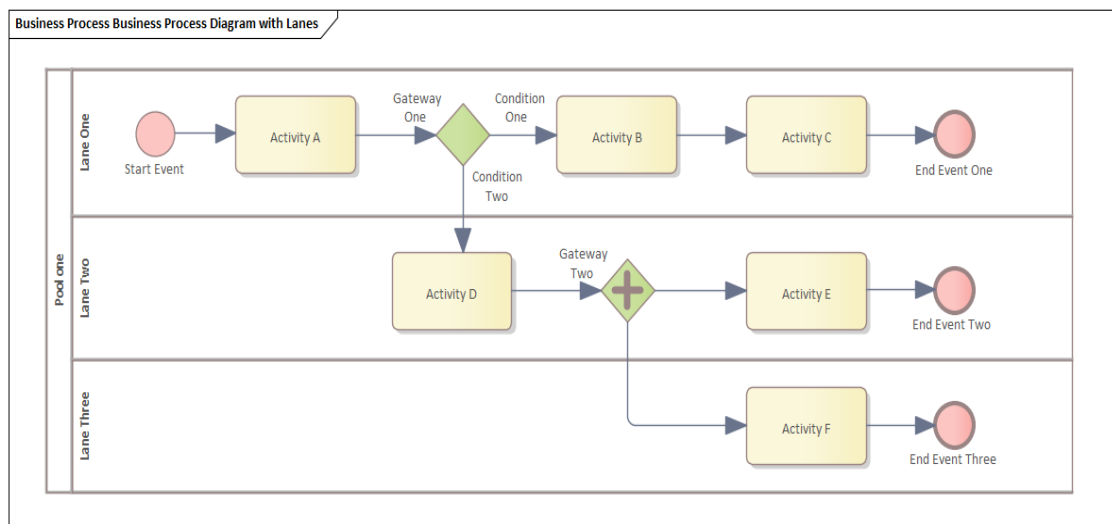 Business Process Business Process Diagram with Lanes
Pool one
Lane One
Start Event
Activity A
Gateway
One
Condition
One
Condition
Two
Activity B
Activity C
End Event One
Lane Two
Activity D
Gateway
Two
Activity E
End Event Two
Lane Three
Activity F
End Event Three